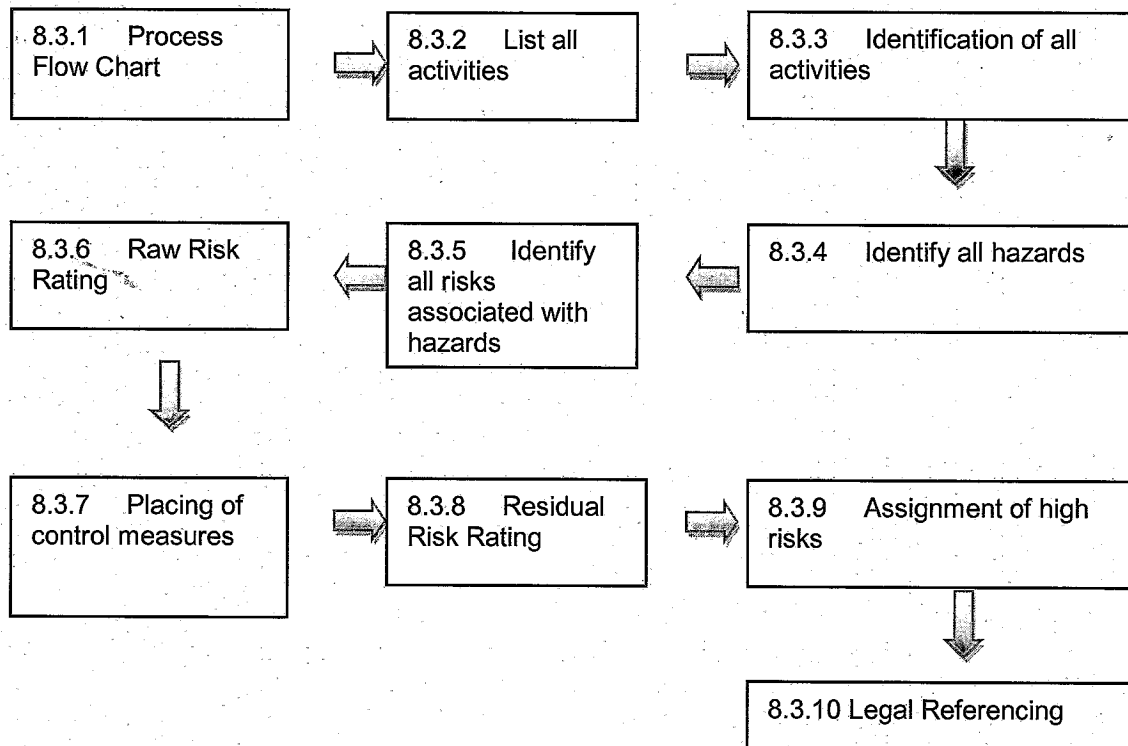 8.3.1 Process
Flow Chart
8.3.2 List all
activities
8.3.3 Identification of all
activities
8.3.4 Identify all hazards
8.3.5 Identify
all risks
associated with
hazards
8.3.6 Raw Risk
Rating
8.3.7 Placing of
control measures
8.3.8 Residual
Risk Rating
8.3.9 Assignment of high
risks
8.3.10 Legal Referencing